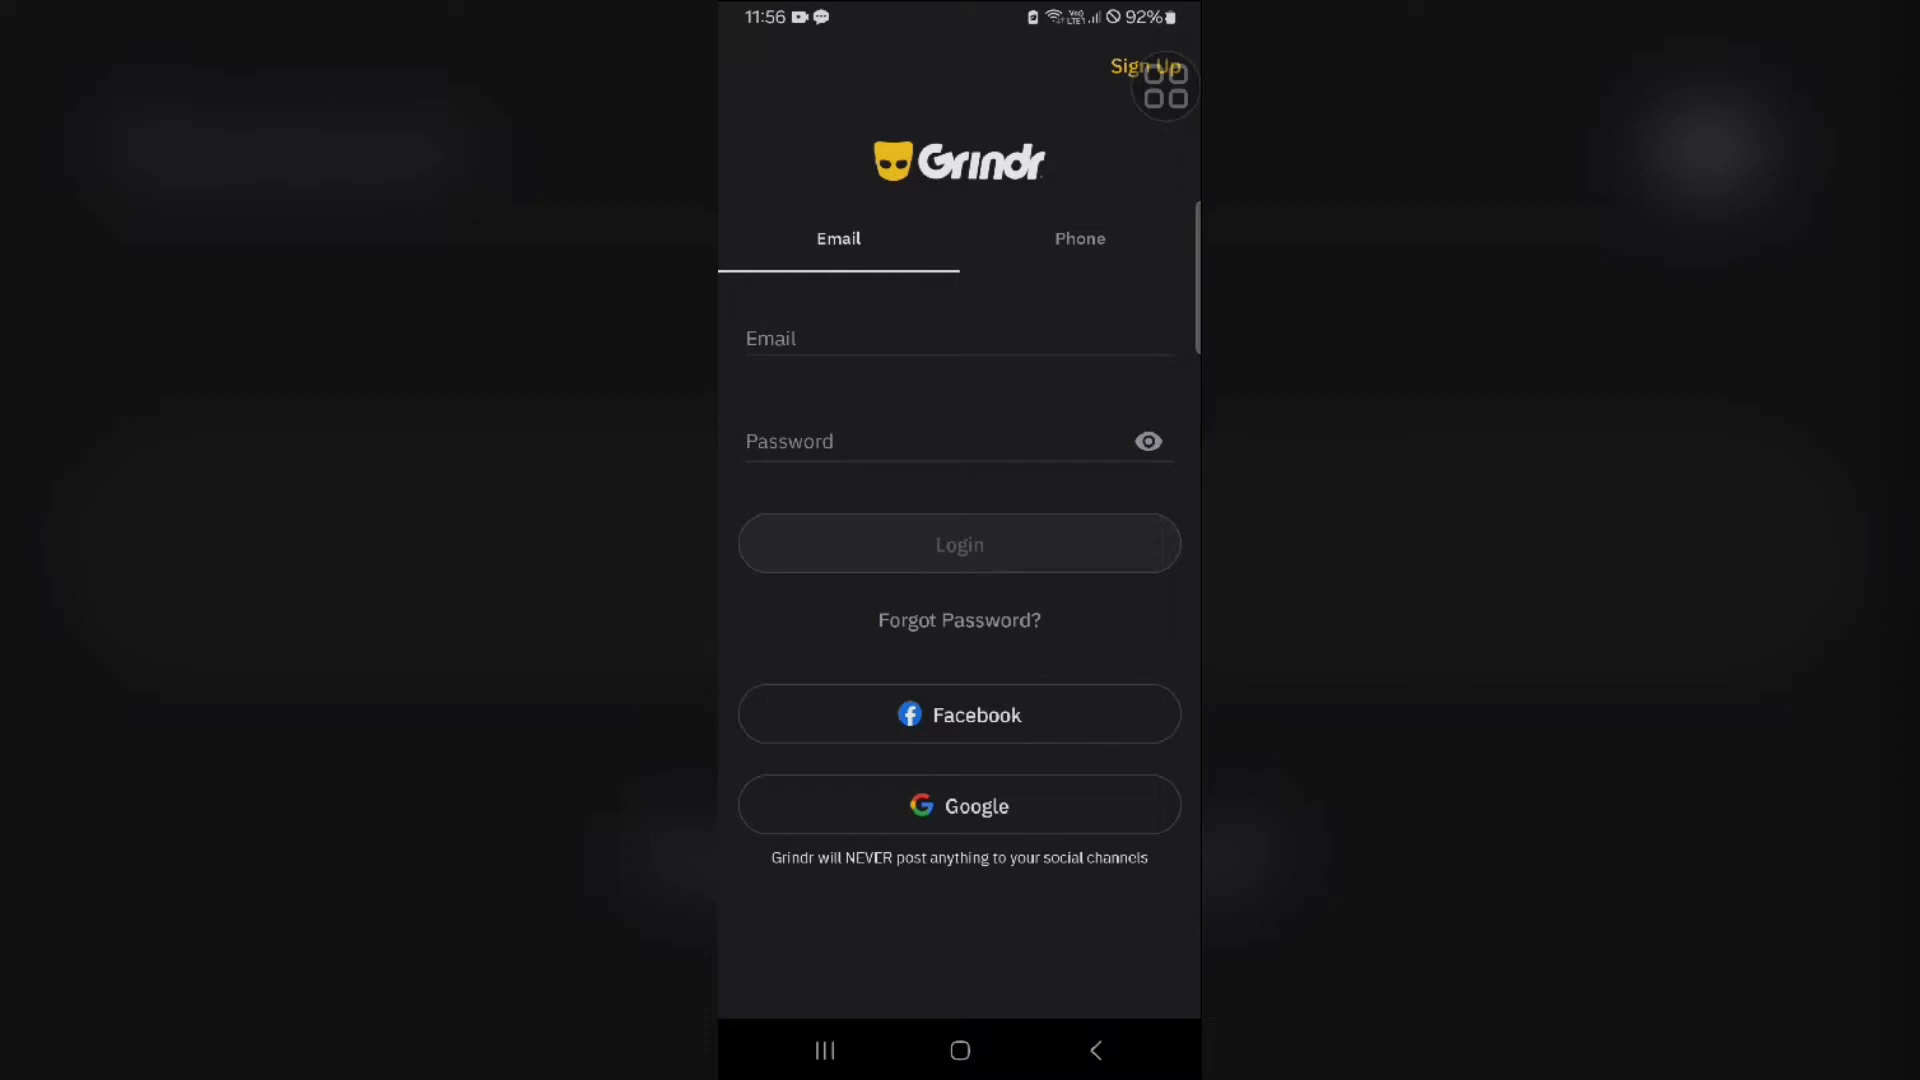 11:56 92%
Sign Up
Grindr
Email Phone
Email
Password
Login
Forgot Password?
Facebook
Google
Grindr will NEVER post anything to your social channels